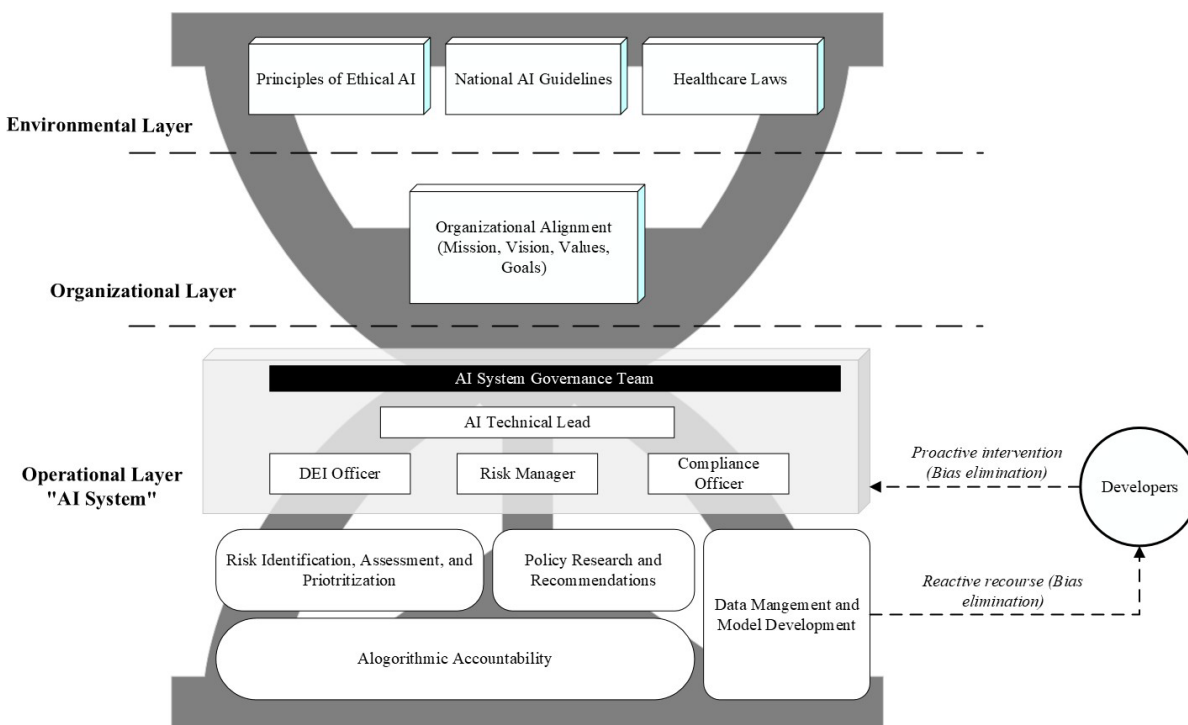 Principles of Ethical AI
National AI Guidelines
Healthcare Laws
Environmental Layer
Organizational Alignment
(Mission, Vision, Values,
Goals)
Organizational Layer
AI System Governance Team
AI Technical Lead
DEI Officer
Risk Manager
Compliance
Officer
Operational Layer
"AI System"
Proactive intervention
(Bias elimination)
Developers
Risk Identification, Assessment, and
Priotritization
Policy Research and
Recommendations
Data Mangement and
Model Development
Reactive recourse (Bias
elimination)
Alogorithmic Accountability